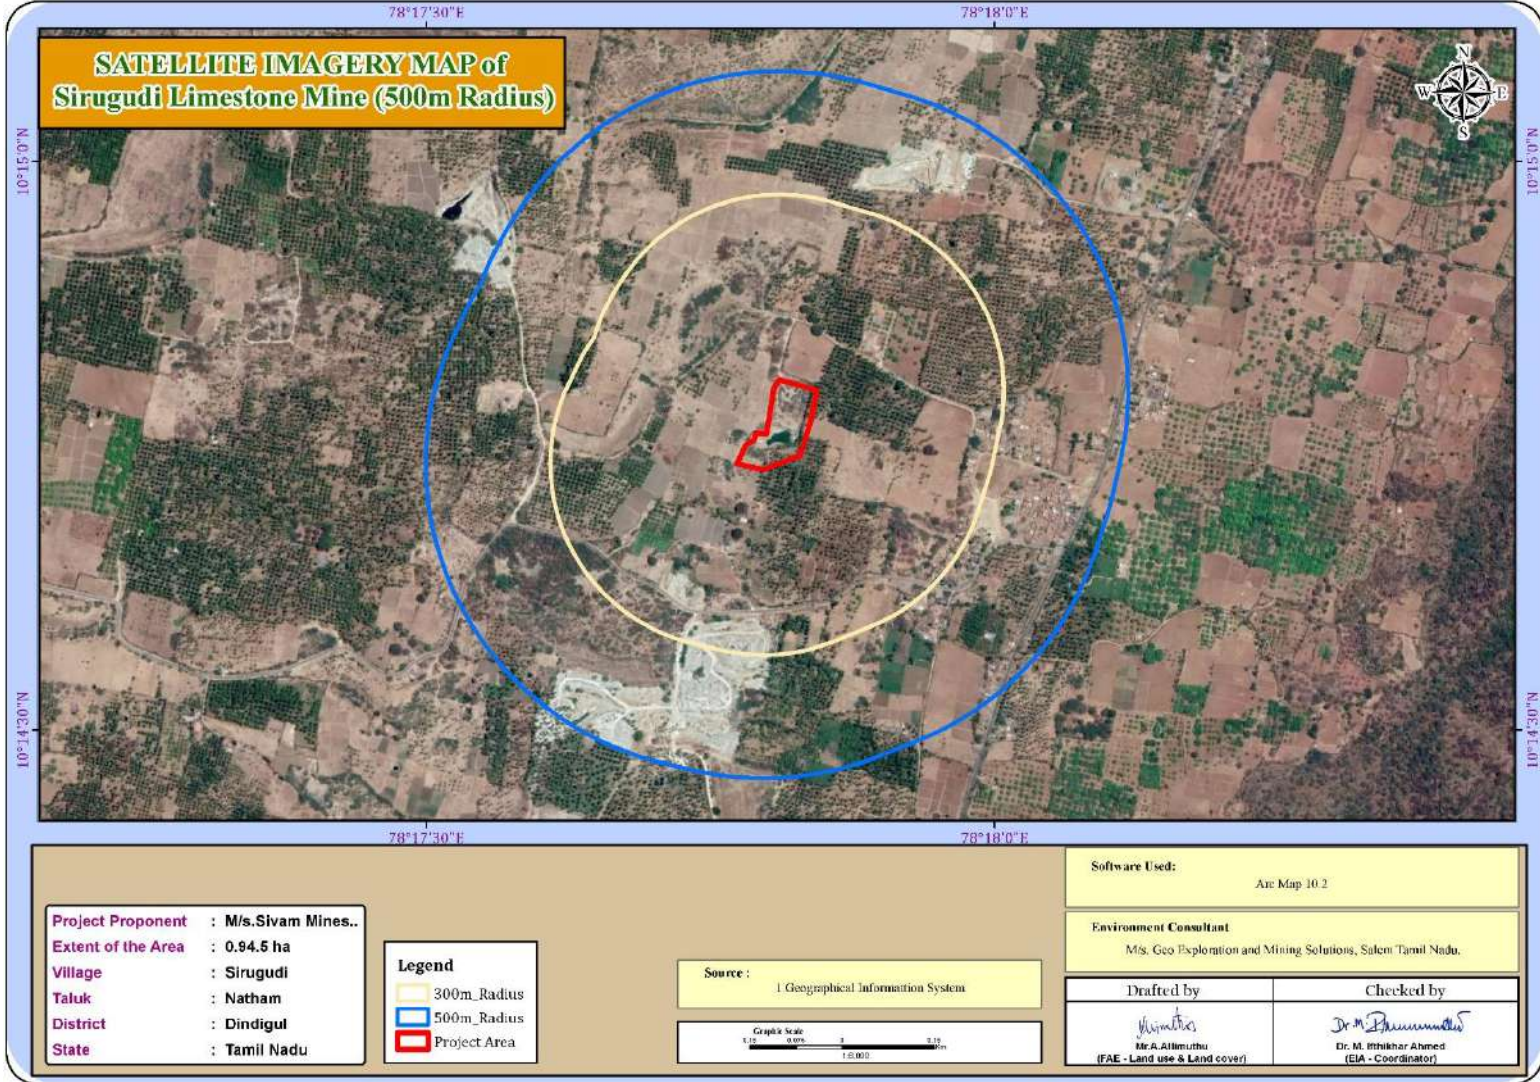 78°17'30"E
78°18'0"E
SATELLITE IMAGERY MAP of
Sirugudi Limestone Mine (500m Radius)
N
W
E
S
10°15'0"N
10°15'0"N
10°14'30"N
10°14'30"N
78°17'30"E
78°18'0"E
Project Proponent : M/s.Sivam Mines..
Extent of the Area : 0.94.5 ha
Village : Sirugudi
Taluk : Natham
District : Dindigul
State : Tamil Nadu
Legend
300m_Radius
500m_Radius
Project Area
Source :
1 Geographical Informattion System
Graphic Scale
1:6,000
Software Used:
Arc Map 10.2
Environment Consultant
M/s. Geo Exploration and Mining Solutions, Salem Tamil Nadu.
Drafted by
Mr.A.Allimuthu
(FAE - Land use & Land cover)
Checked by
Dr. M. Ifthikhar Ahmed
(EIA - Coordinator)